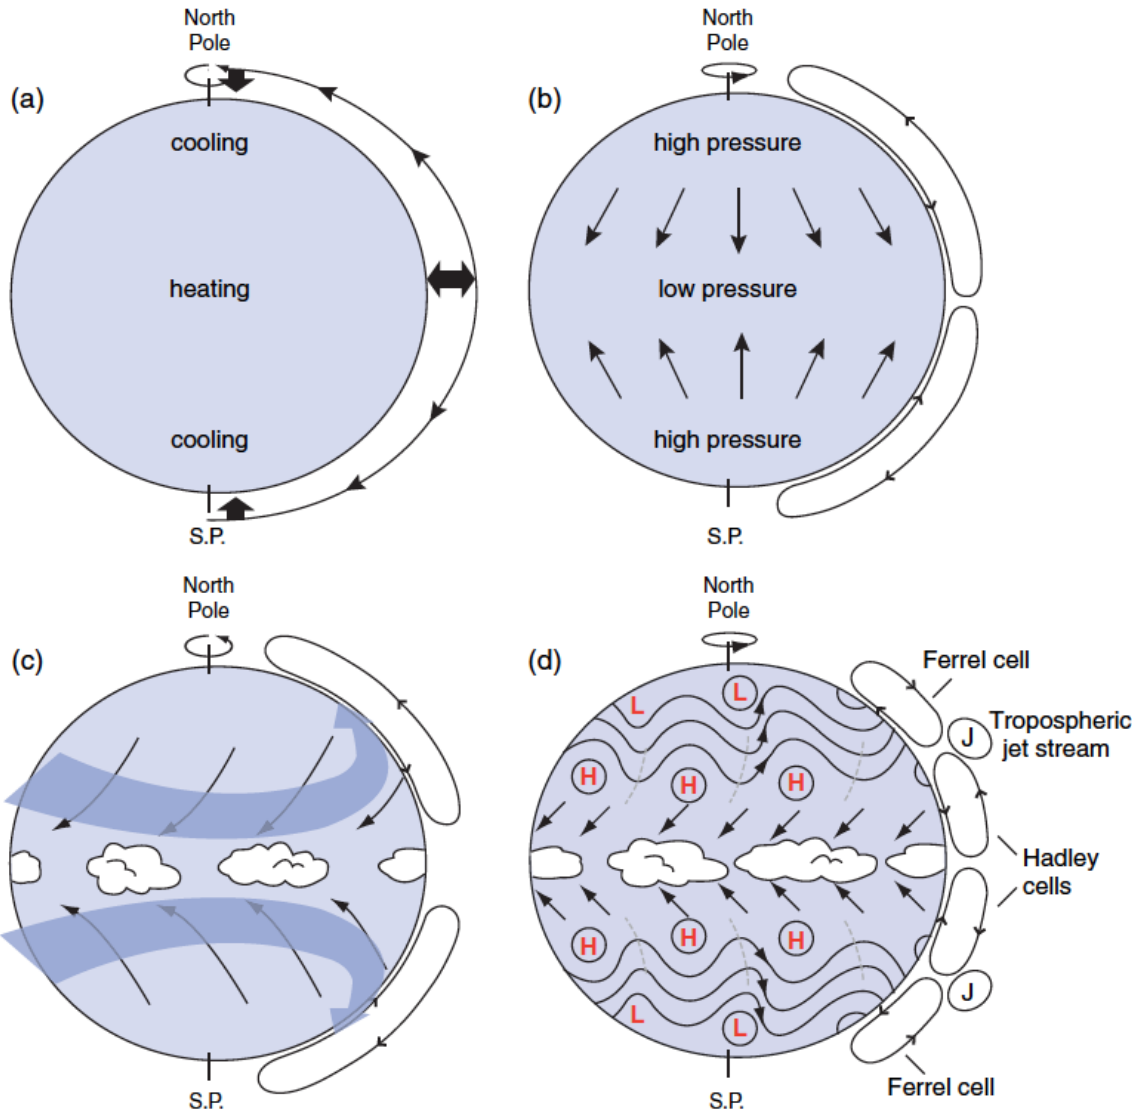 North
Pole
(a)
cooling
heating
cooling
S.P.
North
Pole
(b)
high pressure
low pressure
high pressure
S.P.
North
Pole
(c)
S.P.
North
Pole
(d)
Ferrel cell
L
L
J
Tropospheric
jet stream
H
H
H
Hadley
cells
H
H
H
J
L
L
Ferrel cell
S.P.